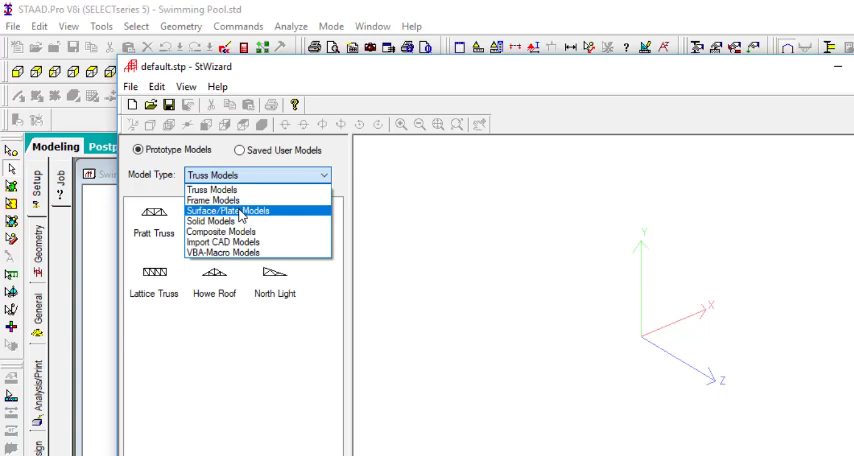 STAAD.Pro V8i (SELECTseries 5) - Swimming Pool.std
File Edit View Tools Select Geometry Commands Analyze Mode Window Help
default.stp - StWizard
File Edit View Help
Modeling Postp
Setup
Job
Geometry
General
Analysis/Print
sign
Swi
Prototype Models Saved User Models
Model Type: Truss Models
Truss Models
Frame Models
Surface/Plate Models
Solid Models
Composite Models
Import CAD Models
VBA-Macro Models
Pratt Truss
Lattice Truss Howe Roof North Light
Y
X
Z